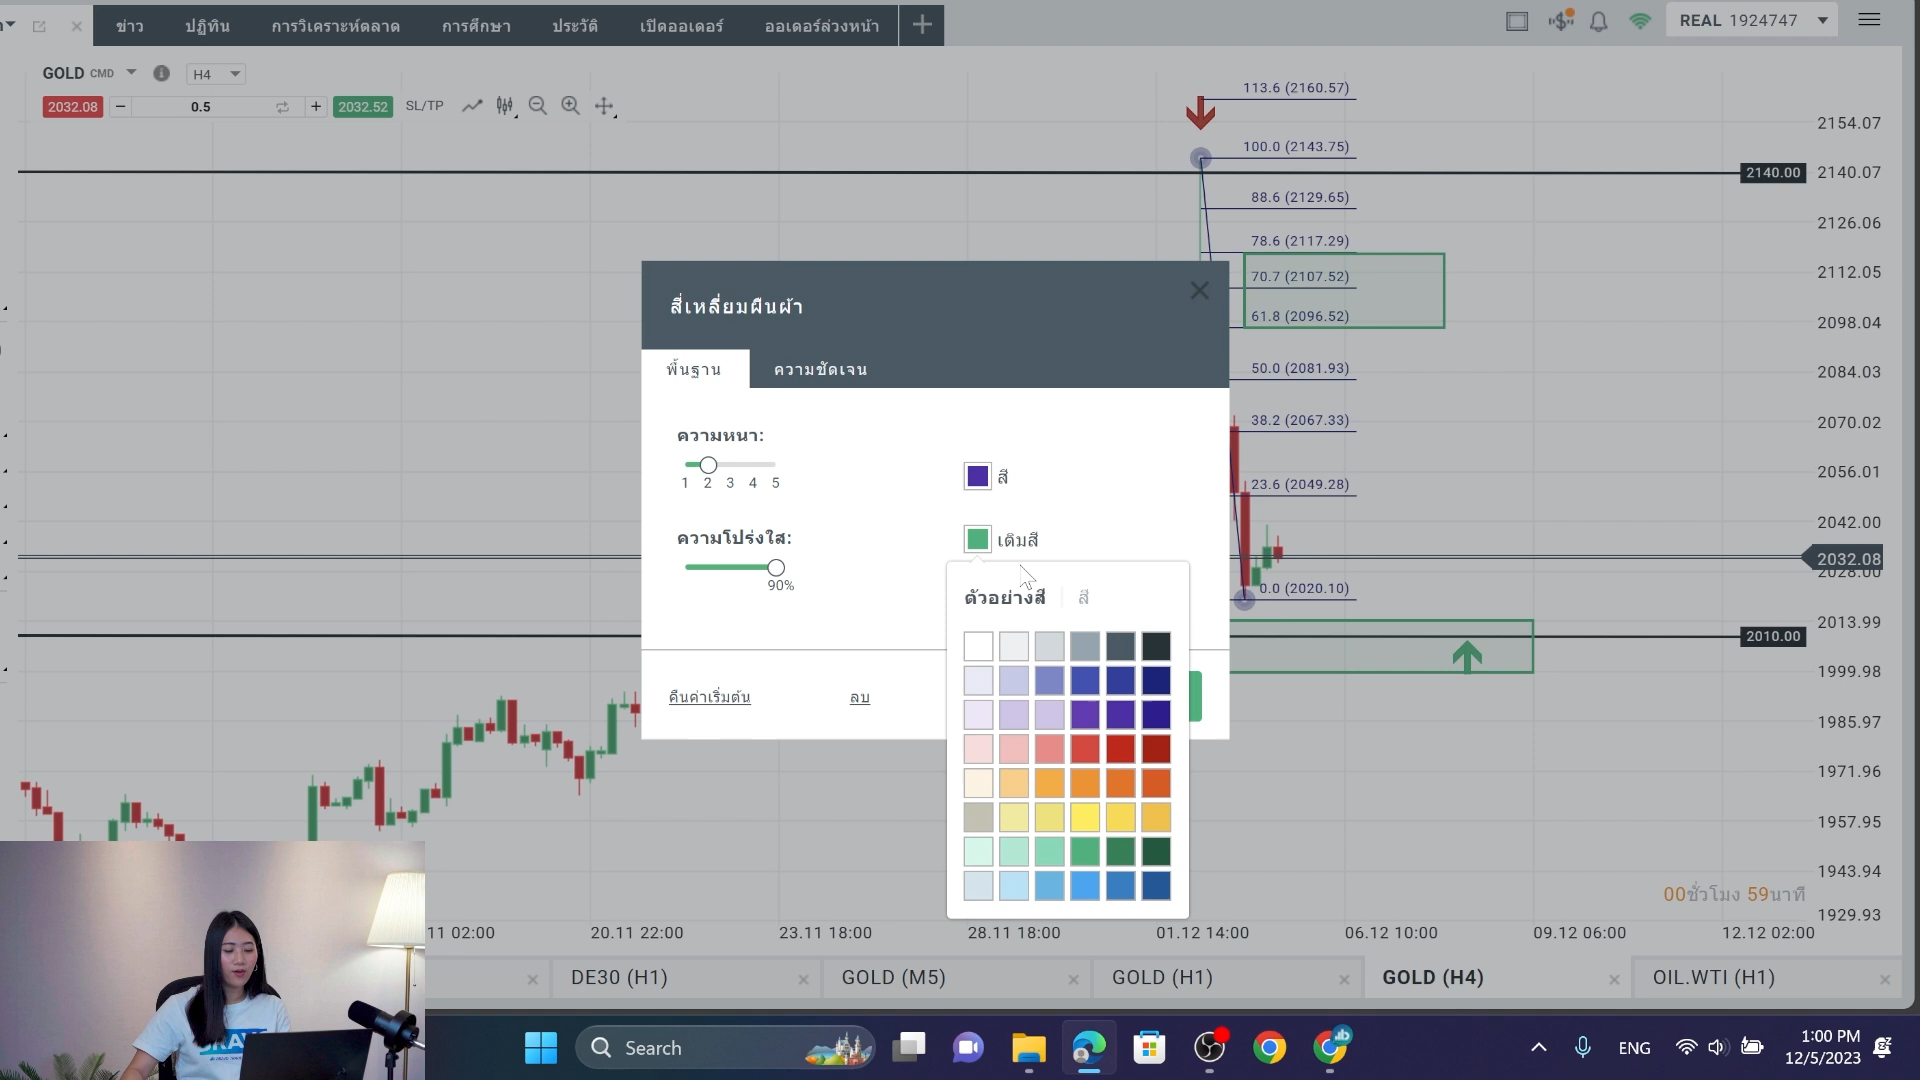 ข่าว
ปฏิทิน
การวิเคราะห์ตลาด
การศึกษา
ประวัติ
เปิดออเดอร์
ออเดอร์ล่วงหน้า
REAL 1924747
GOLD CMD
H4
2032.08
0.5
2032.52
SL/TP
113.6 (2160.57)
100.0 (2143.75)
88.6 (2129.65)
78.6 (2117.29)
70.7 (2107.52)
61.8 (2096.52)
50.0 (2081.93)
38.2 (2067.33)
23.6 (2049.28)
0.0 (2020.10)
2154.07
2140.00
2140.07
2126.06
2112.05
2098.04
2084.03
2070.02
2056.01
2042.00
2032.08
2028.00
2013.99
2010.00
1999.98
1985.97
1971.96
1957.95
1943.94
1929.93
สี่เหลี่ยมผืนผ้า
พื้นฐาน
ความชัดเจน
ความหนา:
1 2 3 4 5
สี
ความโปร่งใส:
90%
เติมสี
ตัวอย่างสี
สี
คืนค่าเริ่มต้น
ลบ
00ชั่วโมง 59นาที
11 02:00
20.11 22:00
23.11 18:00
28.11 18:00
01.12 14:00
06.12 10:00
09.12 06:00
12.12 02:00
DE30 (H1)
GOLD (M5)
GOLD (H1)
GOLD (H4)
OIL.WTI (H1)
Search
ENG
1:00 PM
12/5/2023